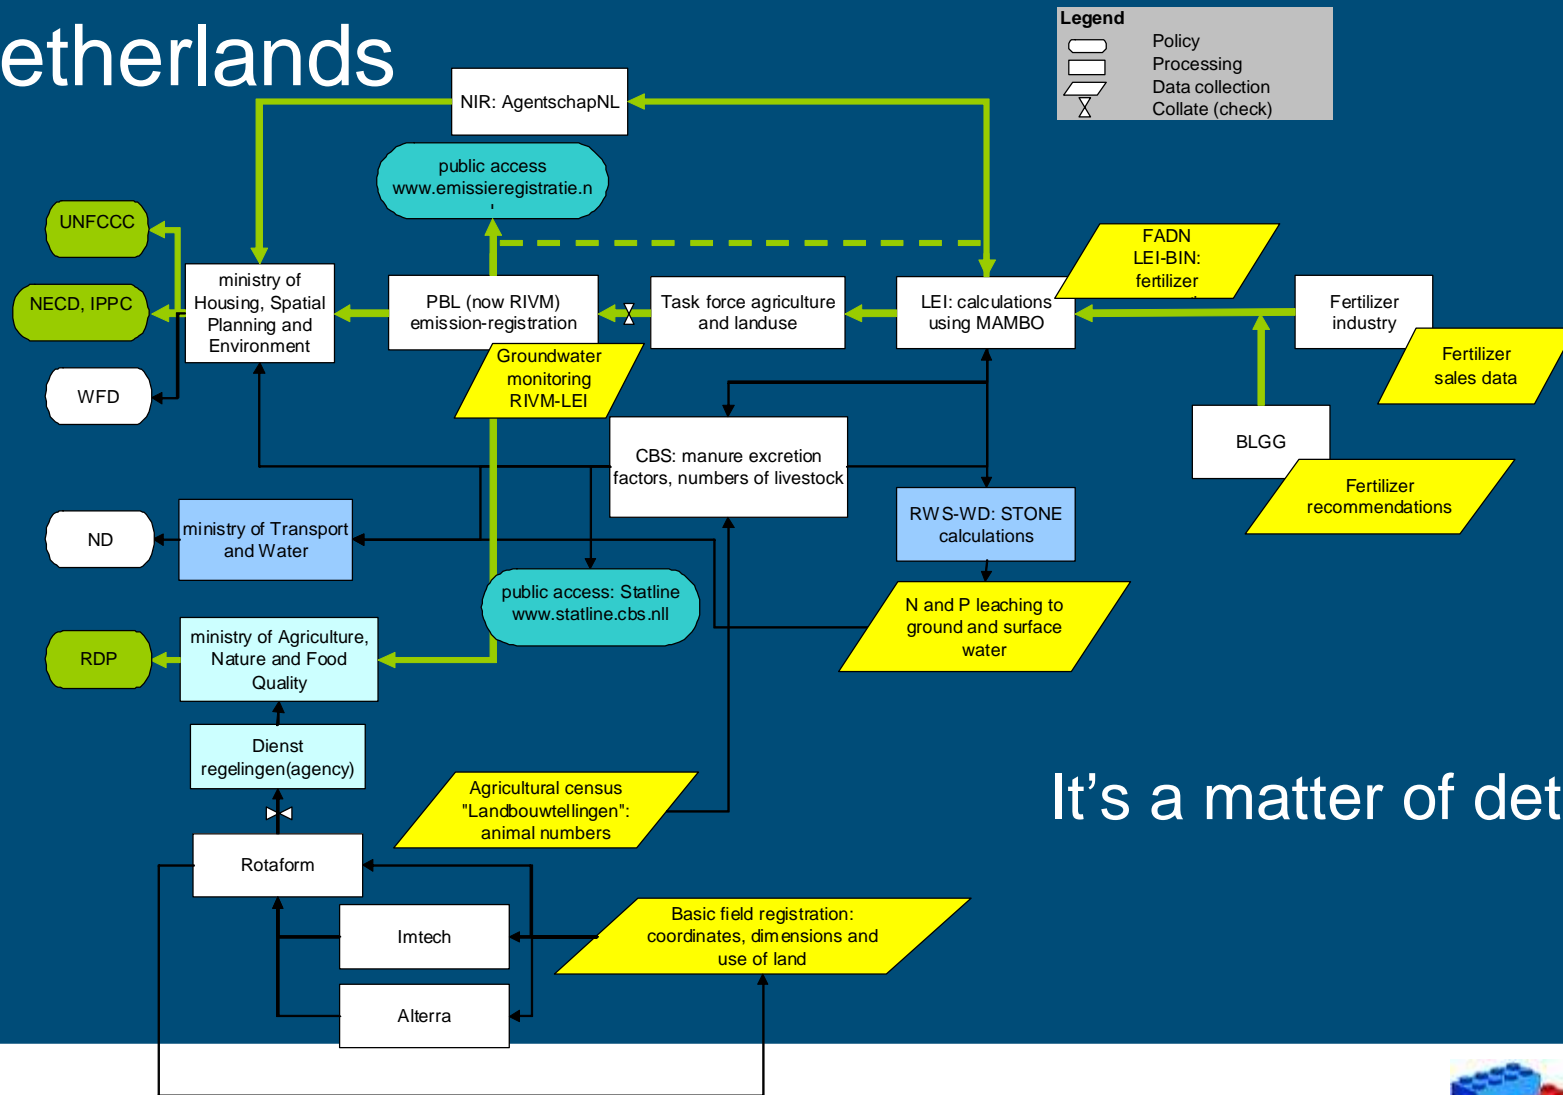 etherlands
Legend
Policy
Processing
Data collection
Collate (check)
NIR: AgentschapNL
public access
www.emissieregistratie.n
UNFCCC
NECD, IPPC
WFD
ministry of
Housing, Spatial
Planning and
Environment
PBL (now RIVM)
emission-registration
Task force agriculture
and landuse
LEI: calculations
using MAMBO
FADN
LEI-BIN:
fertilizer
Fertilizer
industry
Fertilizer
sales data
Groundwater
monitoring
RIVM-LEI
CBS: manure excretion
factors, numbers of livestock
BLGG
Fertilizer
recommendations
ND
ministry of Transport
and Water
RWS-WD: STONE
calculations
public access: Statline
www.statline.cbs.nll
N and P leaching to
ground and surface
water
RDP
ministry of Agriculture,
Nature and Food
Quality
Dienst
regelingen(agency)
Agricultural census
"Landbouwtellingen":
animal numbers
It's a matter of det
Rotaform
Imtech
Alterra
Basic field registration:
coordinates, dimensions and
use of land